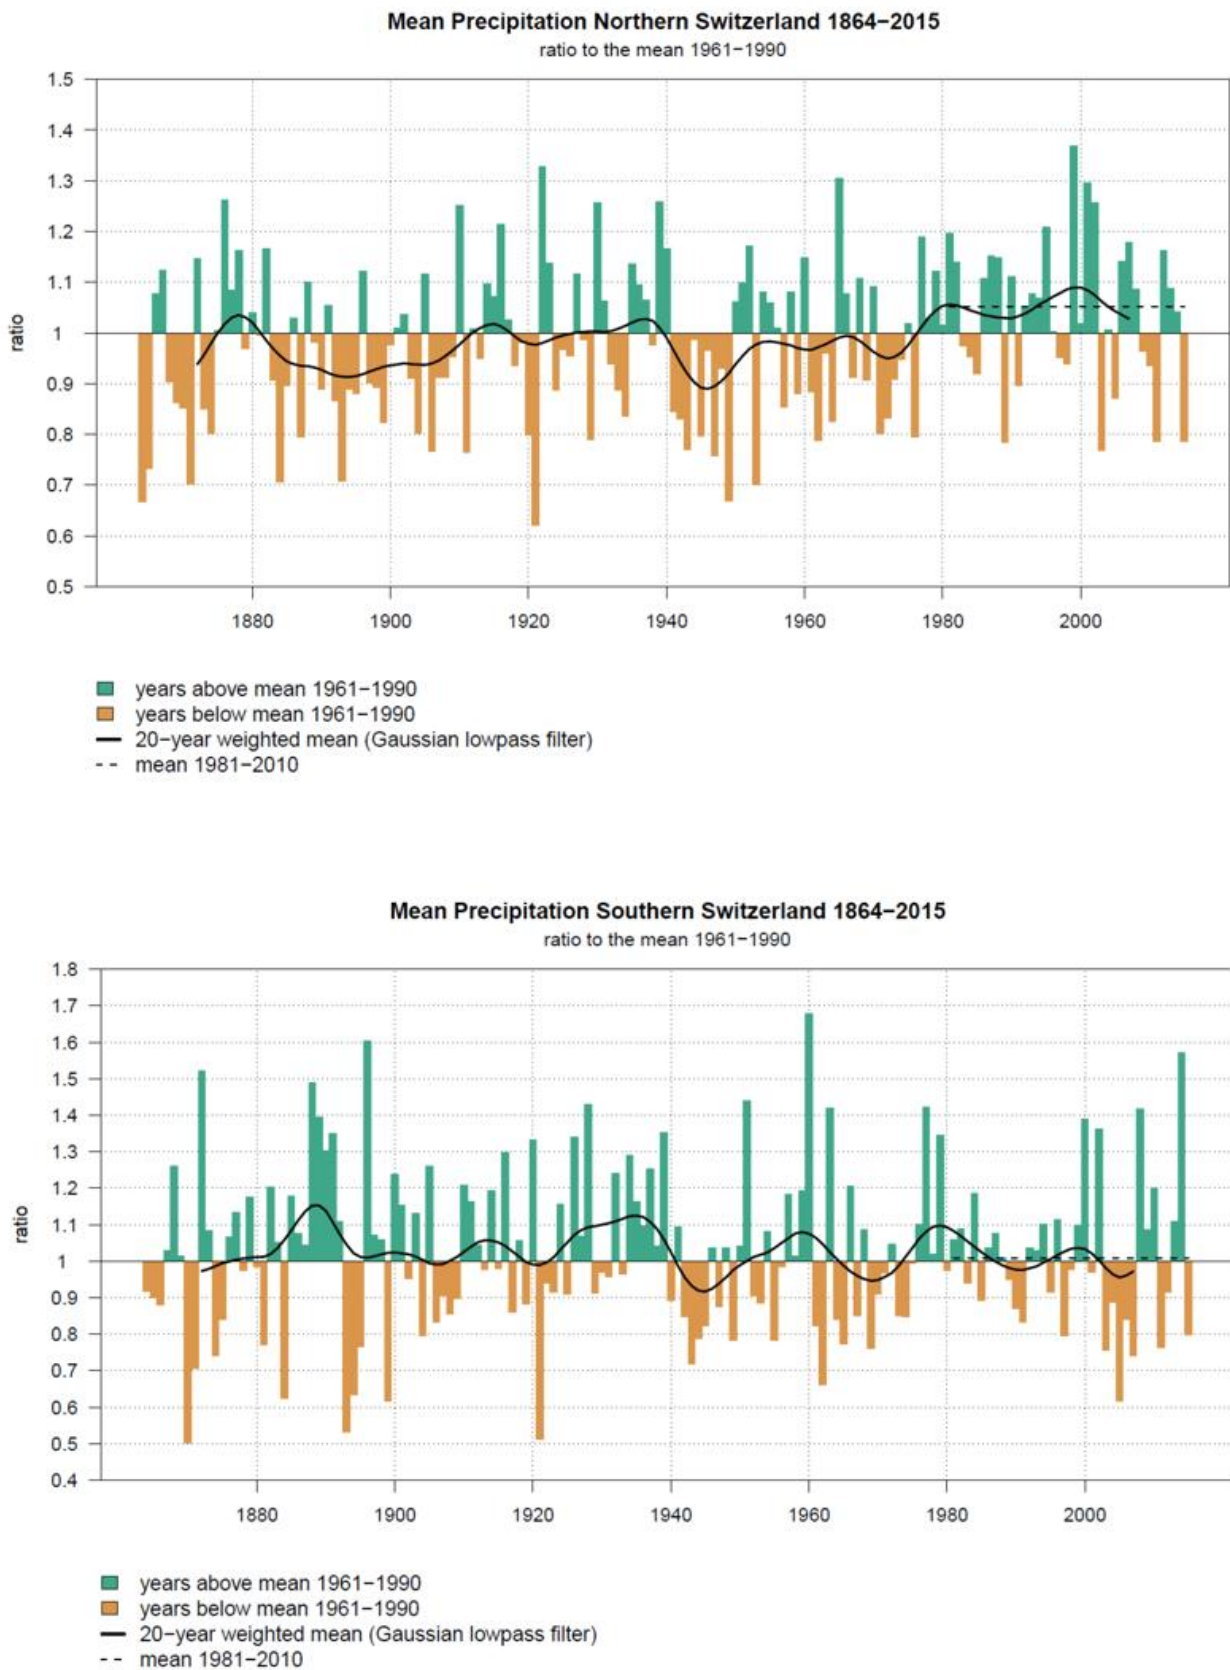 Mean Precipitation Northern Switzerland 1864−2015
ratio to the mean 1961−1990
1.5
1.4
1.3
1.2
1.1
1
0.9
0.8
0.7
0.6
0.5
ratio
1880 1900 1920 1940 1960 1980 2000
years above mean 1961−1990
years below mean 1961−1990
20−year weighted mean (Gaussian lowpass filter)
mean 1981−2010
Mean Precipitation Southern Switzerland 1864−2015
ratio to the mean 1961−1990
1.8
1.7
1.6
1.5
1.4
1.3
1.2
1.1
1
0.9
0.8
0.7
0.6
0.5
0.4
ratio
1880 1900 1920 1940 1960 1980 2000
years above mean 1961−1990
years below mean 1961−1990
20−year weighted mean (Gaussian lowpass filter)
mean 1981−2010